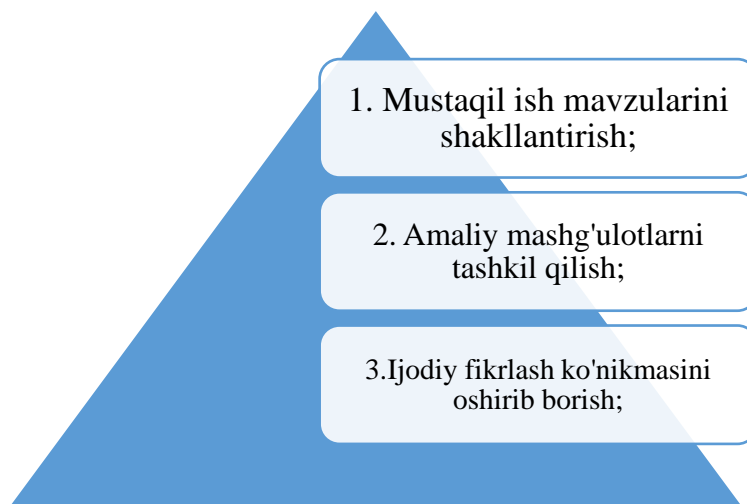 1. Mustaqil ish mavzularini
shakllantirish;
2. Amaliy mashg'ulotlarni
tashkil qilish;
3.Ijodiy fikrlash ko'nikmasini
oshirib borish;